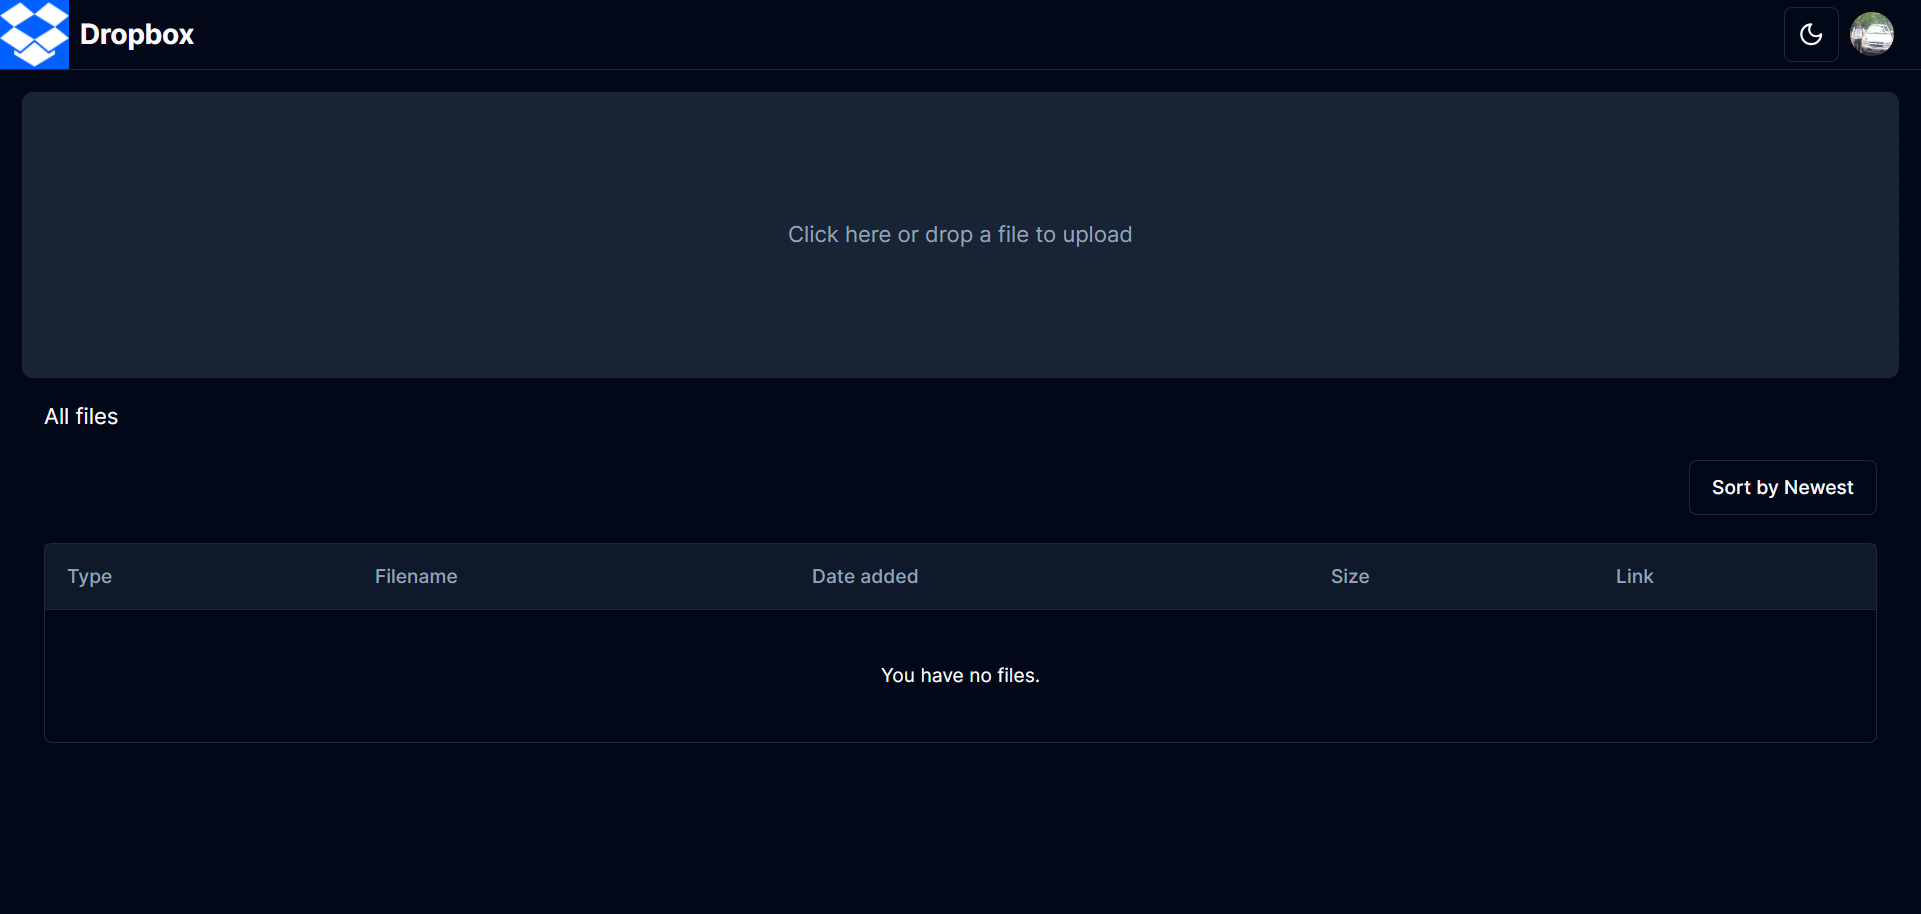 Dropbox
Click here or drop a file to upload
All files
Sort by Newest
Type Filename Date added Size Link
You have no files.